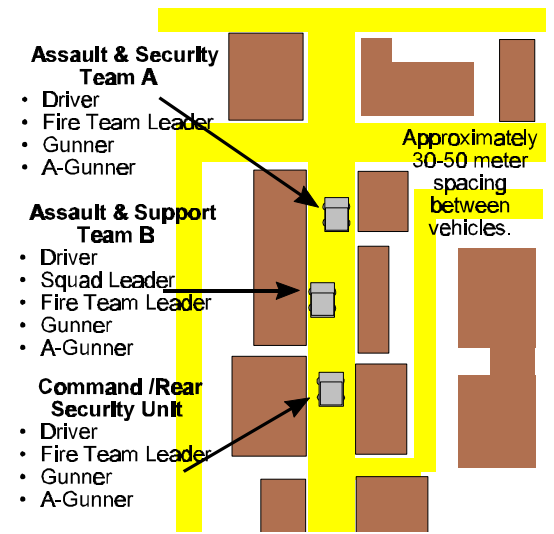 Assault & Security
Team A
• Driver
• Fire Team Leader
• Gunner
• A-Gunner
Approximately
30-50 meter
spacing
between
vehicles.
Assault & Support
Team B
• Driver
• Squad Leader
• Fire Team Leader
• Gunner
• A-Gunner
Command /Rear
Security Unit
• Driver
• Fire Team Leader
• Gunner
• A-Gunner